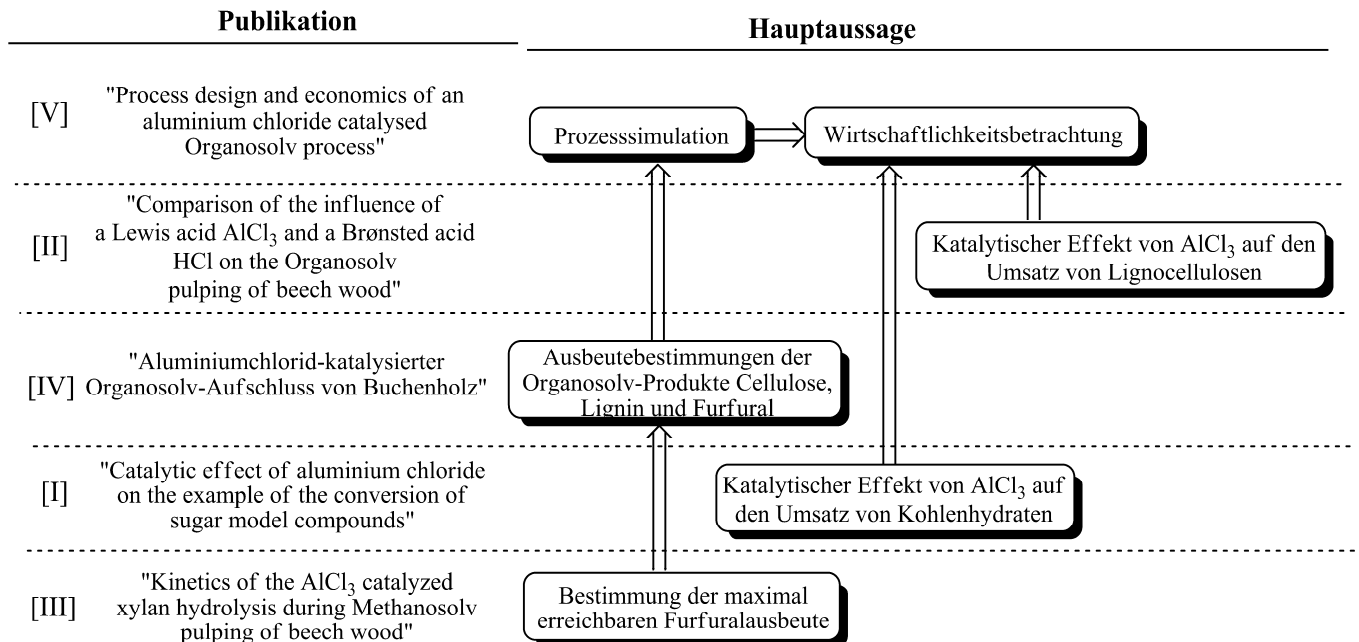 Publikation
Hauptaussage
[V]
"Process design and economics of an
aluminium chloride catalysed
Organosolv process"
Prozesssimulation
Wirtschaftlichkeitsbetrachtung
[II]
"Comparison of the influence of
a Lewis acid AlCl₃ and a Brønsted acid
HCl on the Organosolv
pulping of beech wood"
Katalytischer Effekt von AlCl₃ auf den
Umsatz von Lignocellulosen
[IV]
"Aluminiumchlorid-katalysierter
Organosolv-Aufschluss von Buchenholz"
Ausbeutebestimmungen der
Organosolv-Produkte Cellulose,
Lignin und Furfural
[I]
"Catalytic effect of aluminium chloride
on the example of the conversion of
sugar model compounds"
Katalytischer Effekt von AlCl₃ auf
den Umsatz von Kohlenhydraten
[III]
"Kinetics of the AlCl₃ catalyzed
xylan hydrolysis during Methanosolv
pulping of beech wood"
Bestimmung der maximal
erreichbaren Furfuralausbeute